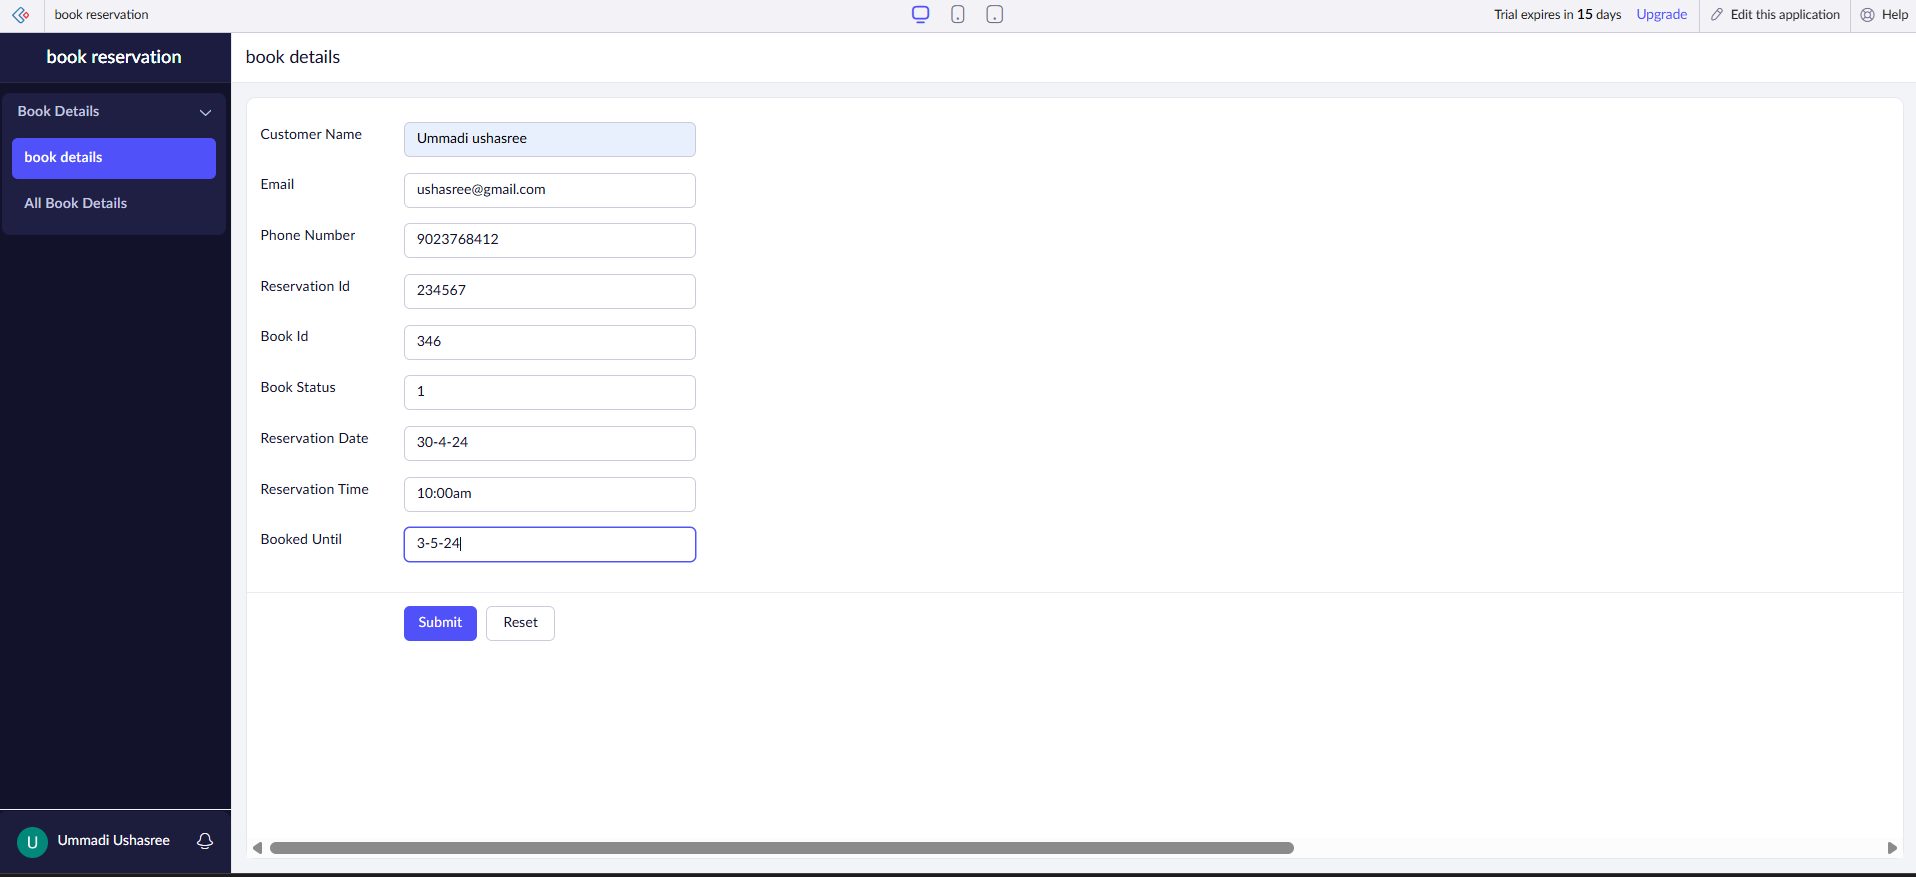 book reservation
Trial expires in 15 days Upgrade Edit this application Help
book reservation
book details
Book Details
book details
All Book Details
Customer Name Ummadi ushasree
Email ushasree@gmail.com
Phone Number 9023768412
Reservation Id 234567
Book Id 346
Book Status 1
Reservation Date 30-4-24
Reservation Time 10:00am
Booked Until 3-5-24
Submit Reset
U Ummadi Ushasree